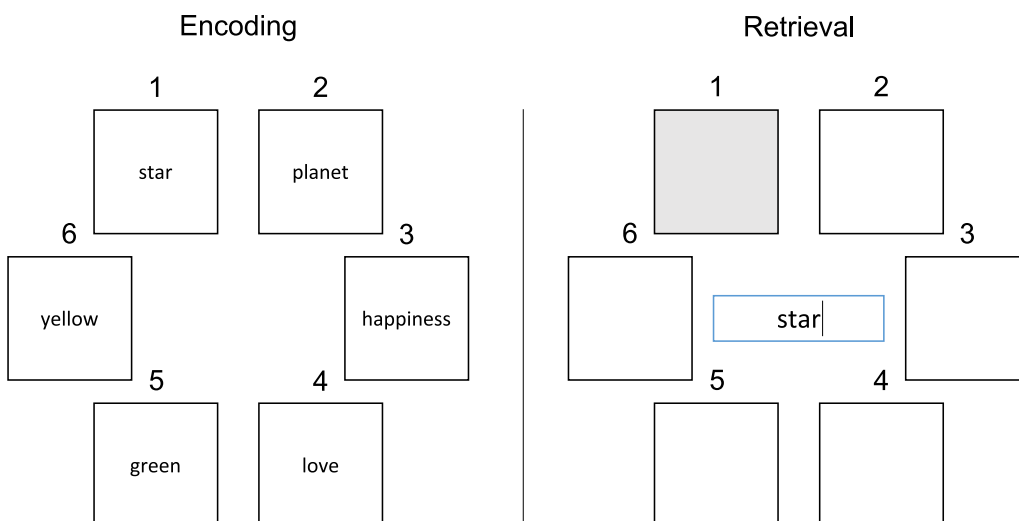 Encoding
1
2
star
planet
6
3
yellow
happiness
5
4
green
love
Retrieval
1
2
6
3
star
5
4